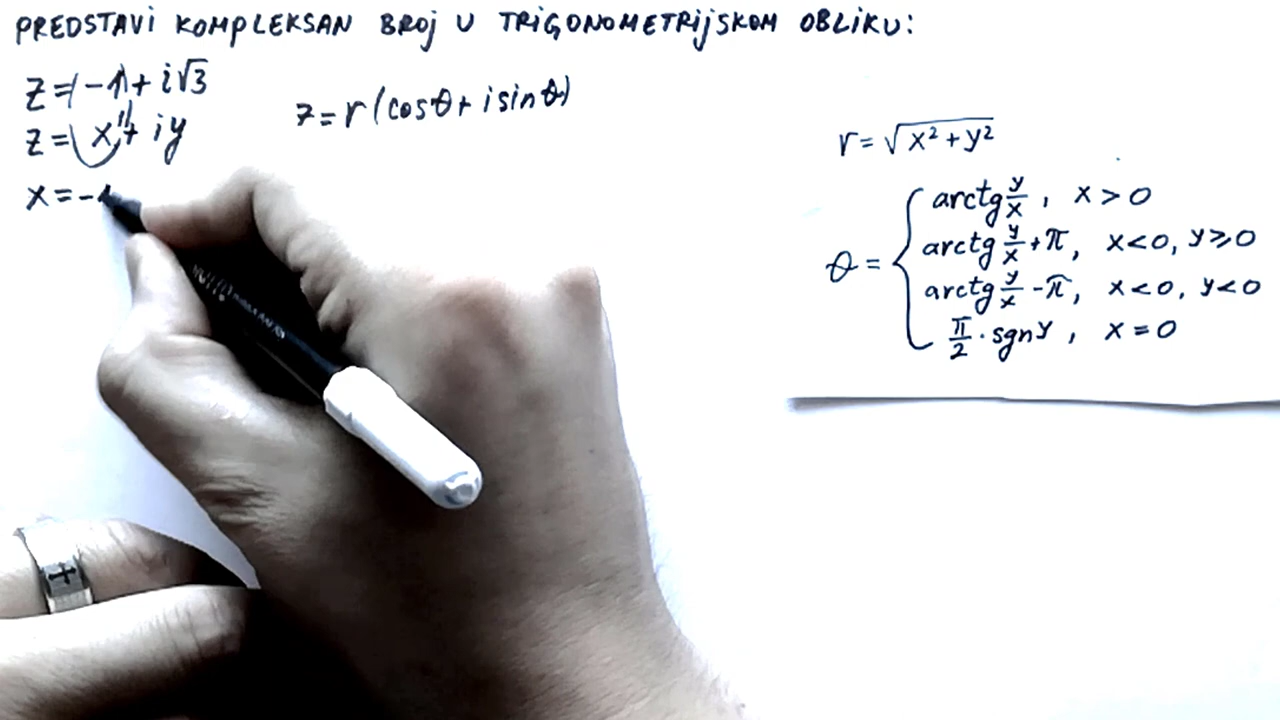 PREDSTAVI KOMPLEKSAN BROJ U TRIGONOMETRIJSKOM OBLIKU:
z = -1 + i√3
z = x + iy
x = -1
z = r(cosθ + i sinθ)
r = √x² + y²
θ = { arctg y/x , x > 0
arctg y/x + π, x < 0, y ≥ 0
arctg y/x - π, x < 0, y < 0
π/2 · sgn y , x = 0